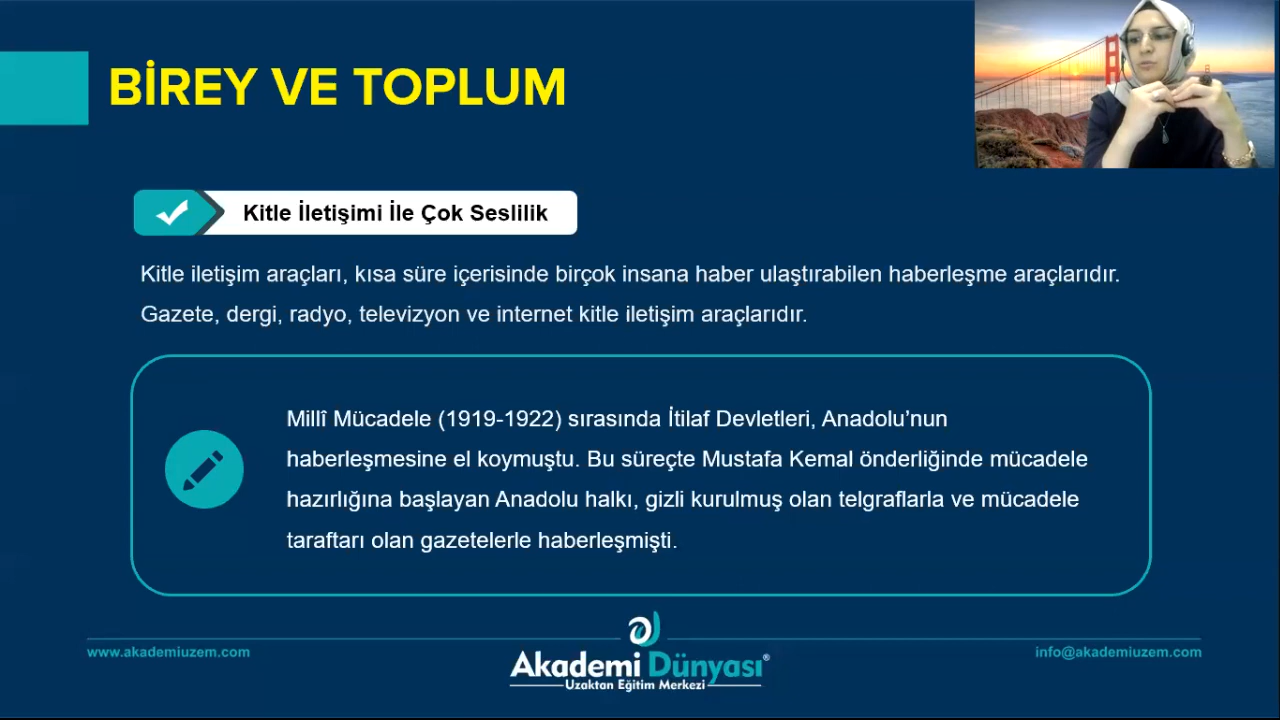 BİREY VE TOPLUM
Kitle İletişimi İle Çok Seslilik
Kitle iletişim araçları, kısa süre içerisinde birçok insana haber ulaştırabilen haberleşme araçlarıdır.
Gazete, dergi, radyo, televizyon ve internet kitle iletişim araçlarıdır.
Millî Mücadele (1919-1922) sırasında İtilaf Devletleri, Anadolu’nun
haberleşmesine el koymuştu. Bu süreçte Mustafa Kemal önderliğinde mücadele
hazırlığına başlayan Anadolu halkı, gizli kurulmuş olan telgraflarla ve mücadele
taraftarı olan gazetelerle haberleşmişti.
www.akademiuzem.com
Akademi Dünyası®
Uzaktan Eğitim Merkezi
info@akademiuzem.com